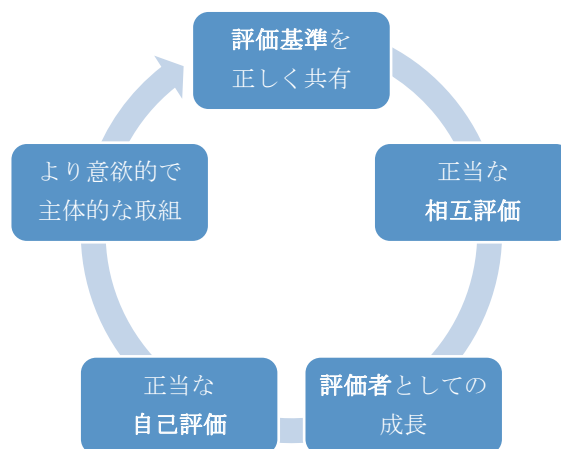 評価基準を
正しく共有
正当な
相互評価
評価者としての
成長
正当な
自己評価
より意欲的で
主体的な取組